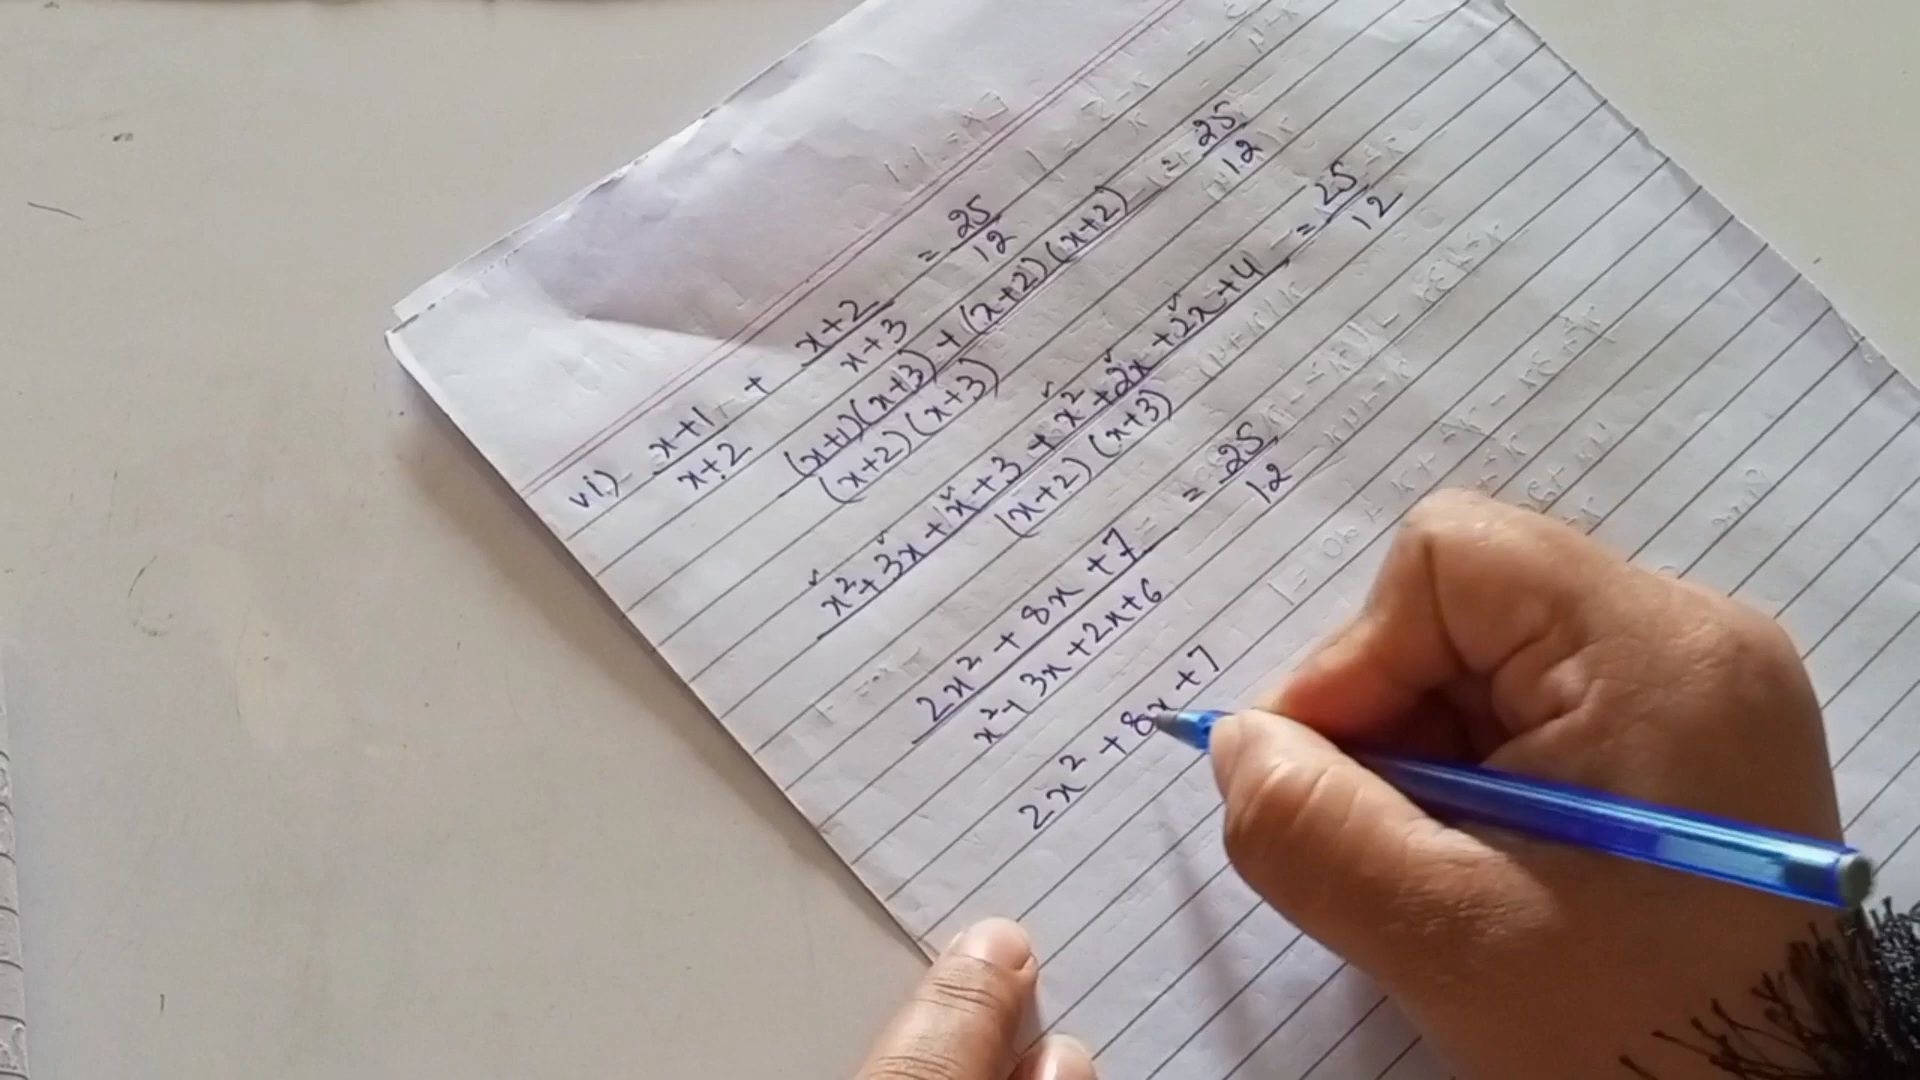 vi) x+1/x+2 + x+2/x+3 = 25/12
(x+1)(x+3)+(x+2)(x+2)/(x+2)(x+3) = 25/12
x²+3x+x+3+x²+2x+2x+4/(x+2)(x+3) = 25/12
2x²+8x+7/x²+3x+2x+6 = 25/12
2x²+8x+7